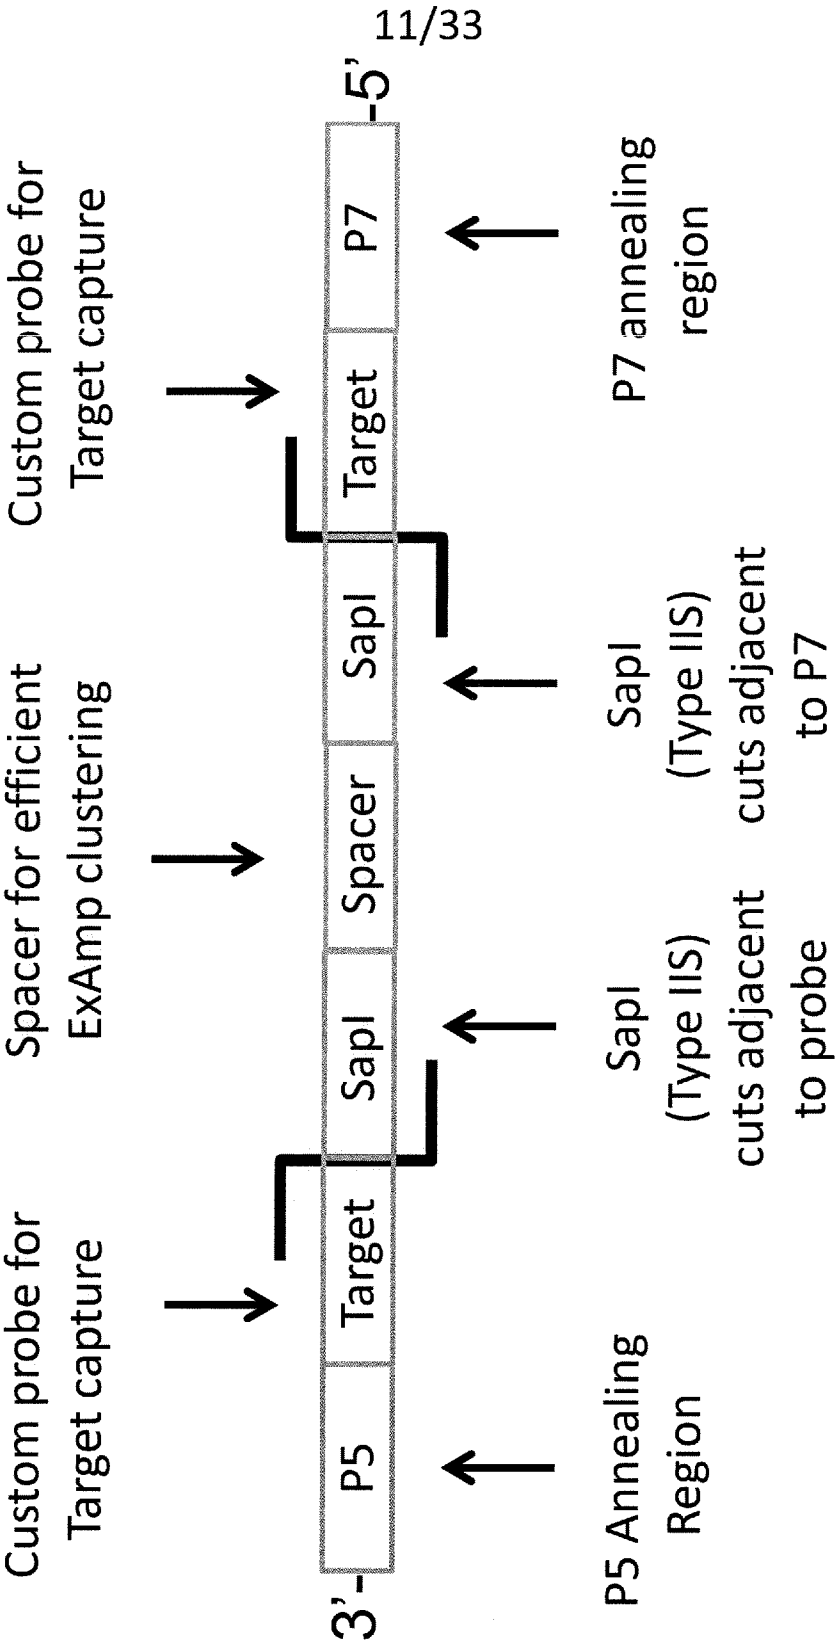 11/33
Custom probe for
Target capture
Spacer for efficient
ExAmp clustering
Custom probe for
Target capture
3'-
P5
Target
SapI
Spacer
SapI
Target
P7
-5'
P5 Annealing
Region
SapI
(Type IIS)
cuts adjacent
to probe
SapI
(Type IIS)
cuts adjacent
to P7
P7 annealing
region